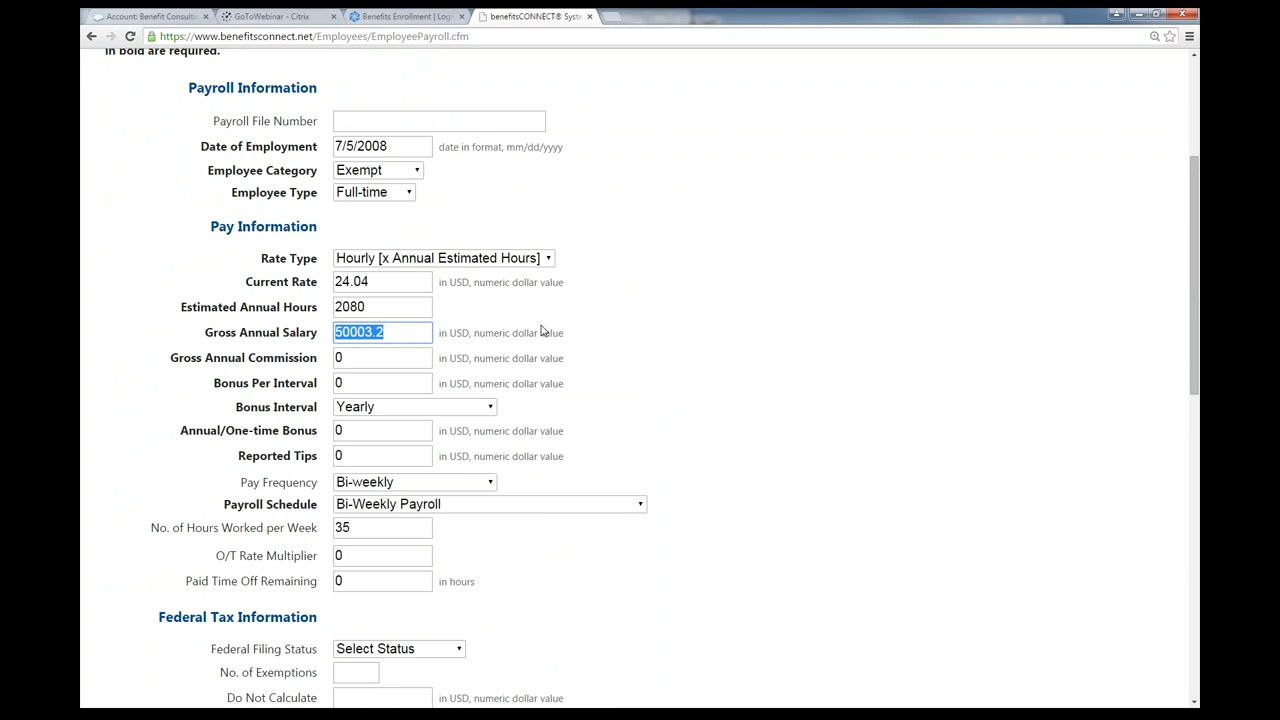 Account: Benefit Consulti
GoToWebinar - Citrix
Benefits Enrollment | Logi
benefitsCONNECT® Syste
https://www.benefitsconnect.net/Employees/EmployeePayroll.cfm
in bold are required.
Payroll Information
Payroll File Number
Date of Employment 7/5/2008 date in format, mm/dd/yyyy
Employee Category Exempt
Employee Type Full-time
Pay Information
Rate Type Hourly [x Annual Estimated Hours]
Current Rate 24.04 in USD, numeric dollar value
Estimated Annual Hours 2080
Gross Annual Salary 50003.2 in USD, numeric dollar value
Gross Annual Commission 0 in USD, numeric dollar value
Bonus Per Interval 0 in USD, numeric dollar value
Bonus Interval Yearly
Annual/One-time Bonus 0 in USD, numeric dollar value
Reported Tips 0 in USD, numeric dollar value
Pay Frequency Bi-weekly
Payroll Schedule Bi-Weekly Payroll
No. of Hours Worked per Week 35
O/T Rate Multiplier 0
Paid Time Off Remaining 0 in hours
Federal Tax Information
Federal Filing Status Select Status
No. of Exemptions
Do Not Calculate in USD, numeric dollar value